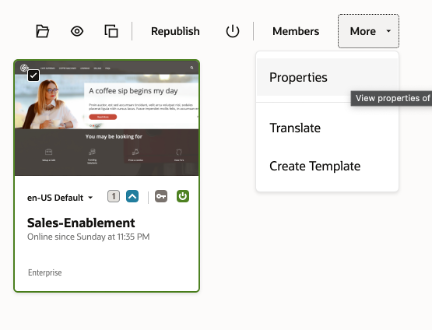 Republish
Members
More
Properties
View properties of
Translate
Create Template
A coffee sip begins my day
You may be looking for
en-US Default
1
Sales-Enablement
Online since Sunday at 11:35 PM
Enterprise